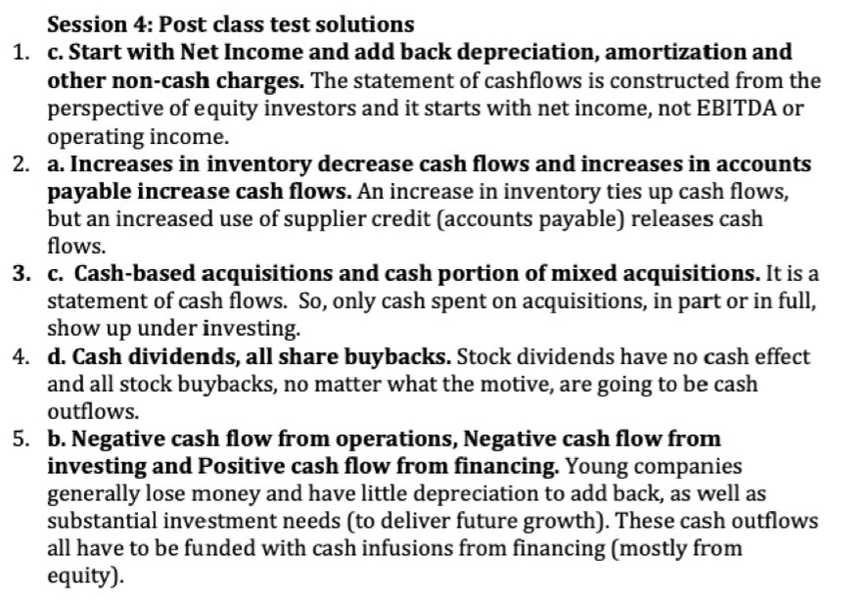 Session 4: Post class test solutions
1. c. Start with Net Income and add back depreciation, amortization and
other non-cash charges. The statement of cashflows is constructed from the
perspective of equity investors and it starts with net income, not EBITDA or
operating income.
2. a. Increases in inventory decrease cash flows and increases in accounts
payable increase cash flows. An increase in inventory ties up cash flows,
but an increased use of supplier credit (accounts payable) releases cash
flows.
3. c. Cash-based acquisitions and cash portion of mixed acquisitions. It is a
statement of cash flows. So, only cash spent on acquisitions, in part or in full,
show up under investing.
4. d. Cash dividends, all share buybacks. Stock dividends have no cash effect
and all stock buybacks, no matter what the motive, are going to be cash
outflows.
5. b. Negative cash flow from operations, Negative cash flow from
investing and Positive cash flow from financing. Young companies
generally lose money and have little depreciation to add back, as well as
substantial investment needs (to deliver future growth). These cash outflows
all have to be funded with cash infusions from financing (mostly from
equity).